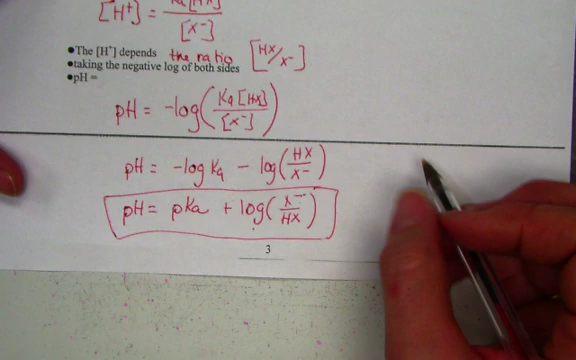 [H⁺] = Ka[HX] / [X⁻]
•The [H⁺] depends the ratio [HX/X⁻]
•taking the negative log of both sides
•pH =
pH = -log(Ka[HX] / [X⁻])
pH = -log Ka - log(HX / X⁻)
pH = pKa + log(X⁻ / HX)
3